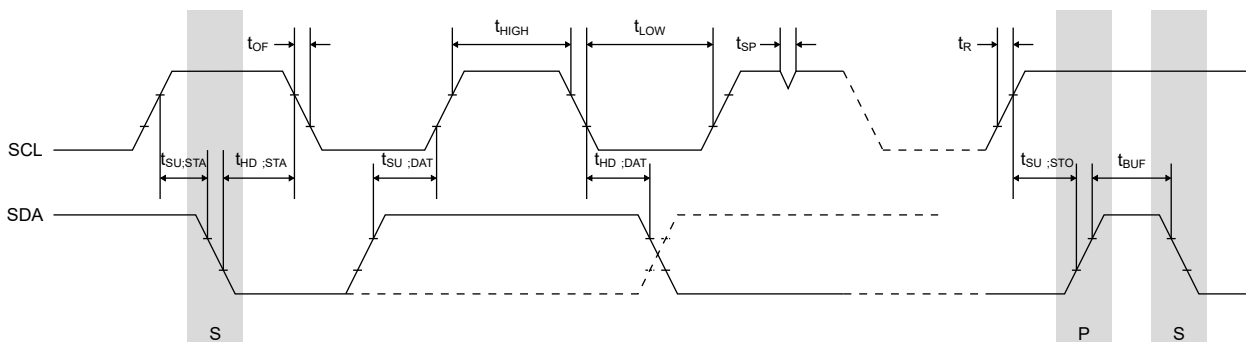 tOF
tHIGH
tLOW
tSP
tR
SCL
tSU;STA
tHD ;STA
tSU ;DAT
tHD ;DAT
tSU ;STO
tBUF
SDA
S
P
S